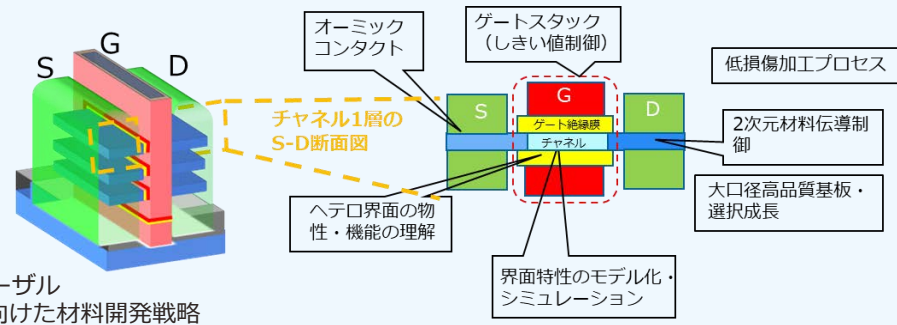 S
G
D
オーミック
コンタクト
ゲートスタック
（しきい値制御）
低損傷加工プロセス
チャネル1層の
S-D断面図
S
G
D
ゲート絶縁膜
チャネル
2次元材料伝導制
御
大口径高品質基板・
選択成長
ヘテロ界面の物
性・機能の理解
界面特性のモデル化・
シミュレーション
ーザル
向けた材料開発戦略